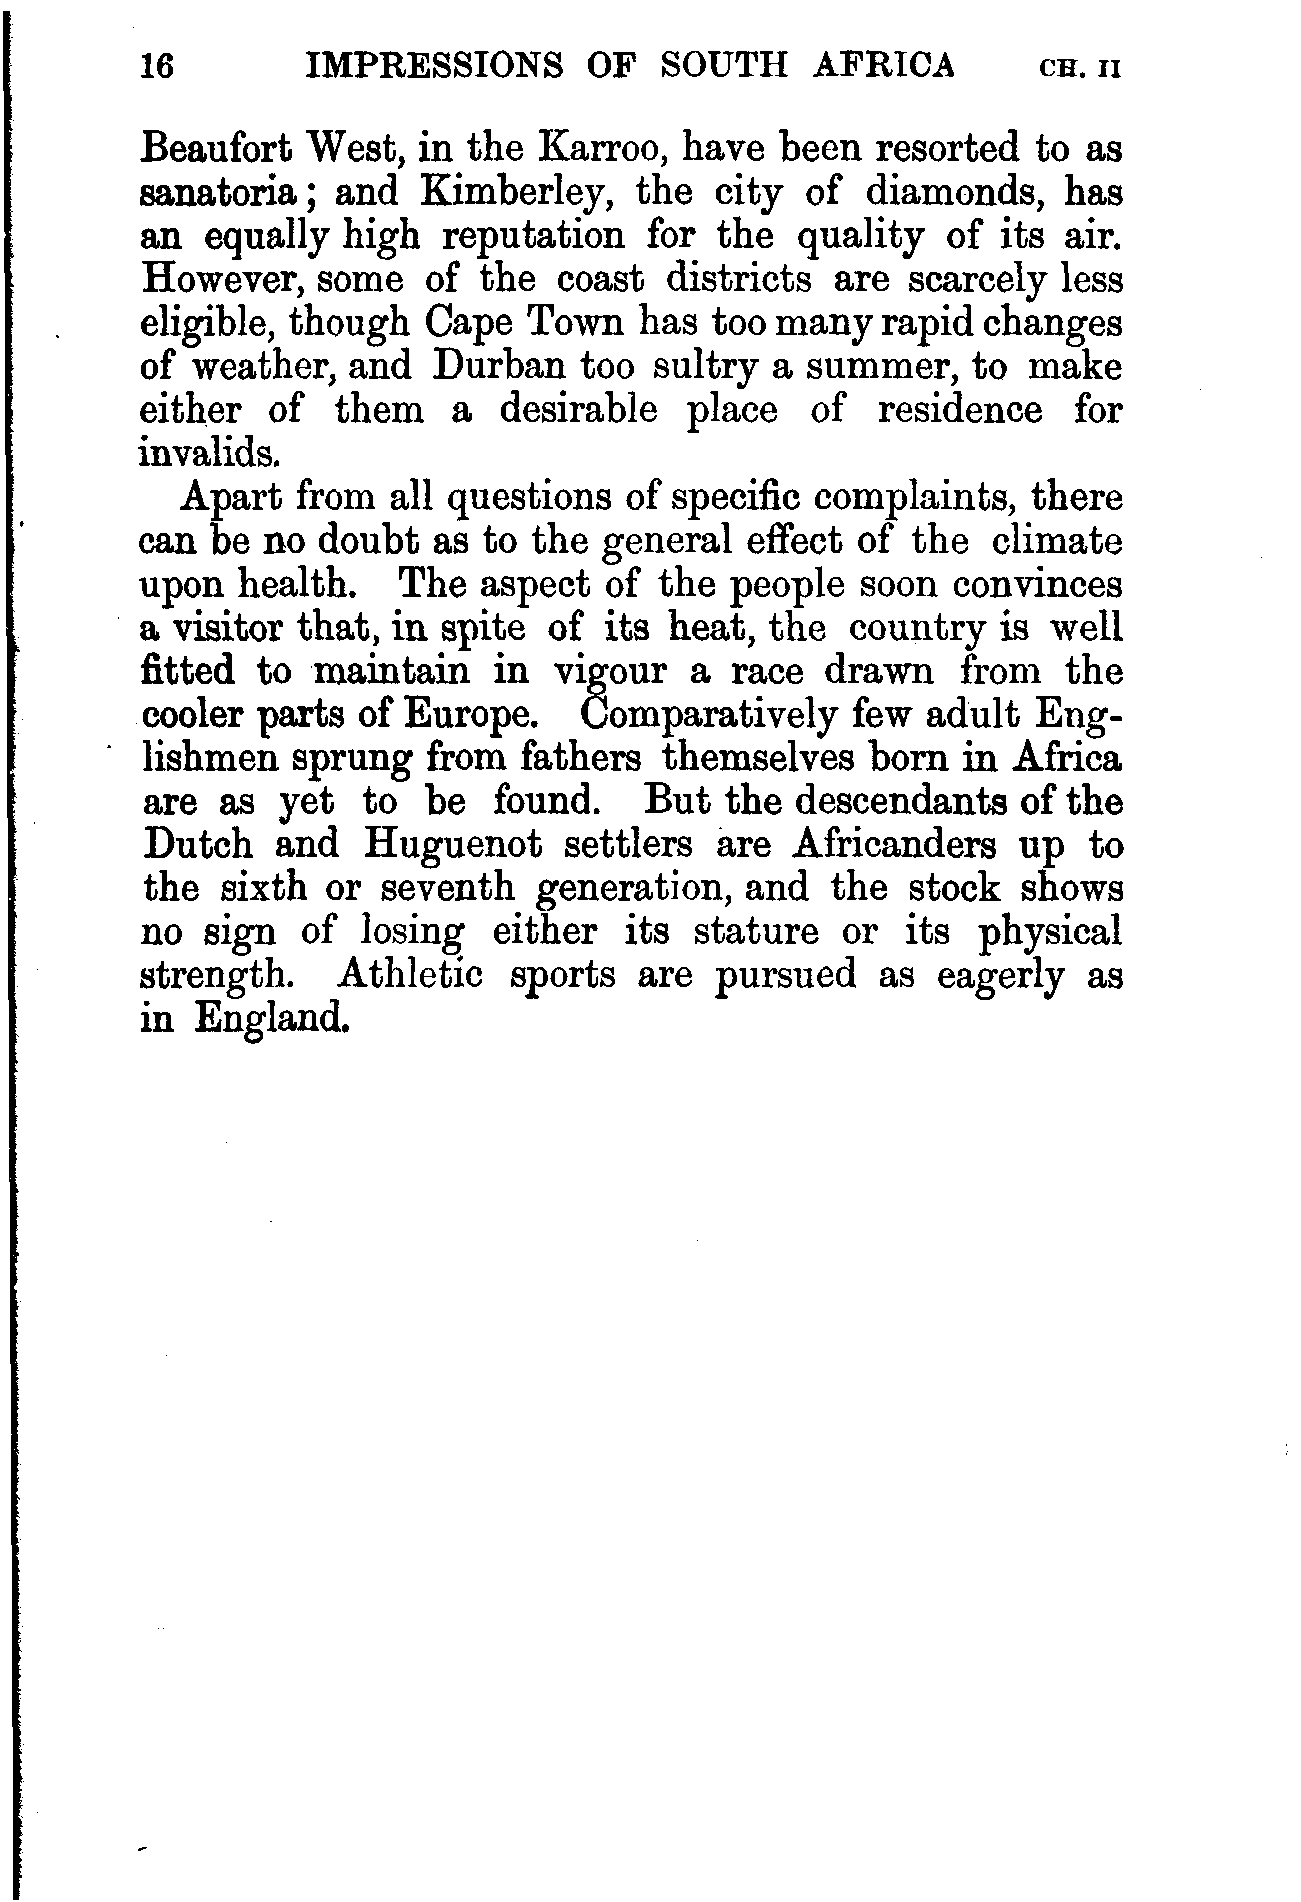 16 IMPRESSIONS OF SOUTH AFRICA CH. II
Beaufort West, in the Karroo, have been resorted to as
sanatoria; and Kimberley, the city of diamonds, has
an equally high reputation for the quality of its air.
However, some of the coast districts are scarcely less
eligible, though Cape Town has too many rapid changes
of weather, and Durban too sultry a summer, to make
either of them a desirable place of residence for
invalids.
Apart from all questions of specific complaints, there
can be no doubt as to the general effect of the climate
upon health. The aspect of the people soon convinces
a visitor that, in spite of its heat, the country is well
fitted to maintain in vigour a race drawn from the
cooler parts of Europe. Comparatively few adult Eng-
lishmen sprung from fathers themselves born in Africa
are as yet to be found. But the descendants of the
Dutch and Huguenot settlers are Africanders up to
the sixth or seventh generation, and the stock shows
no sign of losing either its stature or its physical
strength. Athletic sports are pursued as eagerly as
in England.